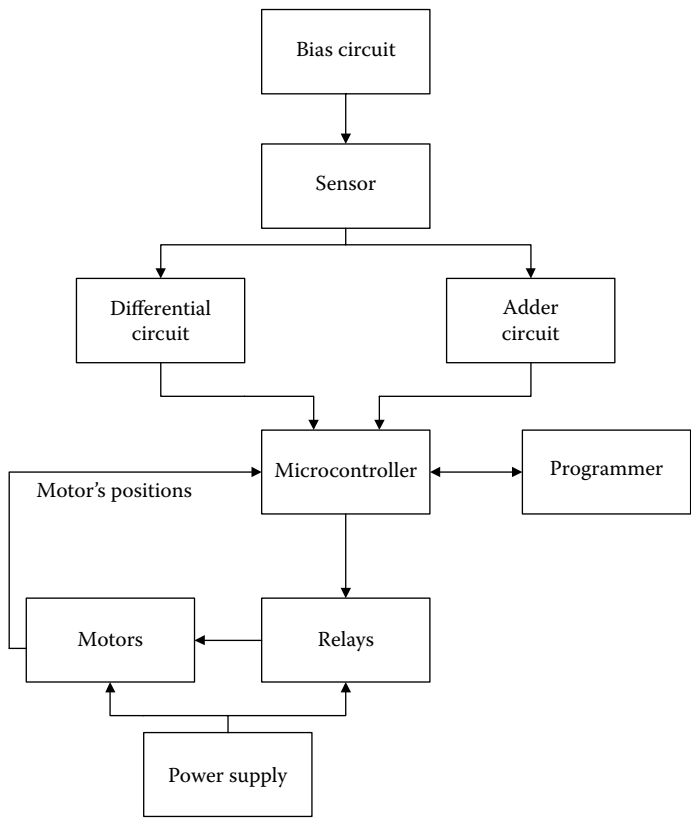 Bias circuit
Sensor
Differential
circuit
Adder
circuit
Microcontroller
Programmer
Motor’s positions
Motors
Relays
Power supply